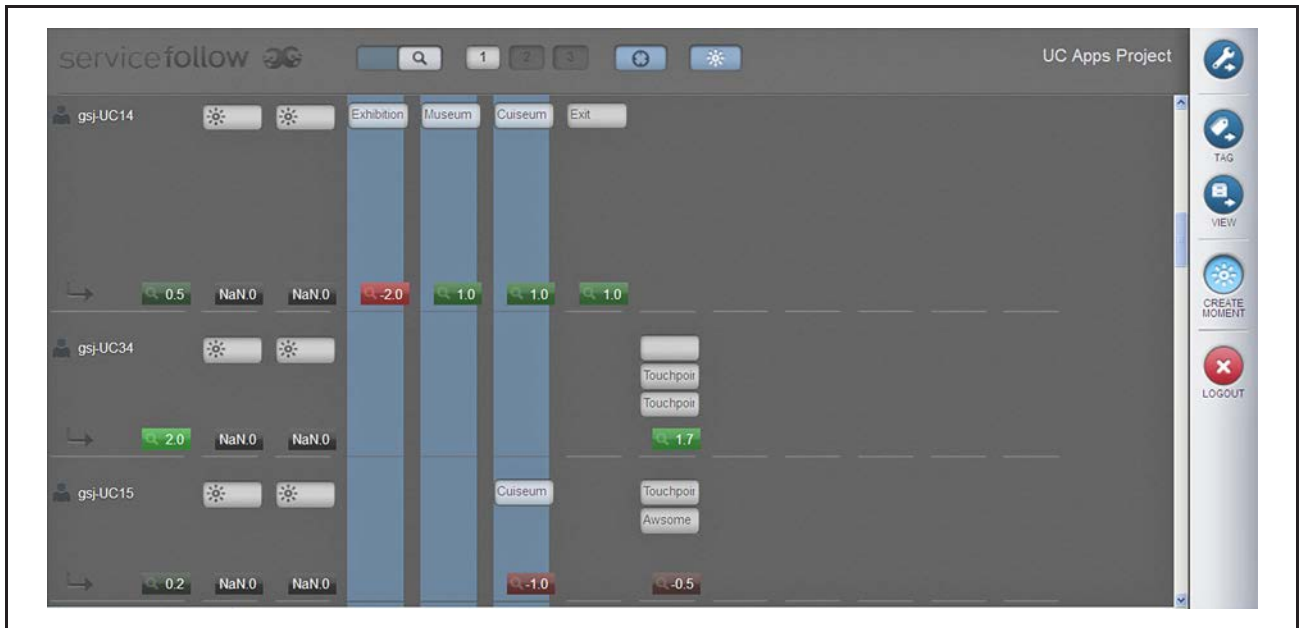 servicefollow
1 2 3
UC Apps Project
gsj-UC14
Exhibition Museum Cuiseum Exit
0.5 NaN.0 NaN.0 -2.0 1.0 1.0 1.0
gsj-UC34
Touchpoir
Touchpoir
2.0 NaN.0 NaN.0 1.7
gsj-UC15
Cuiseum Touchpoir
Awsome
0.2 NaN.0 NaN.0 -1.0 -0.5
TAG
VIEW
CREATE
MOMENT
LOGOUT